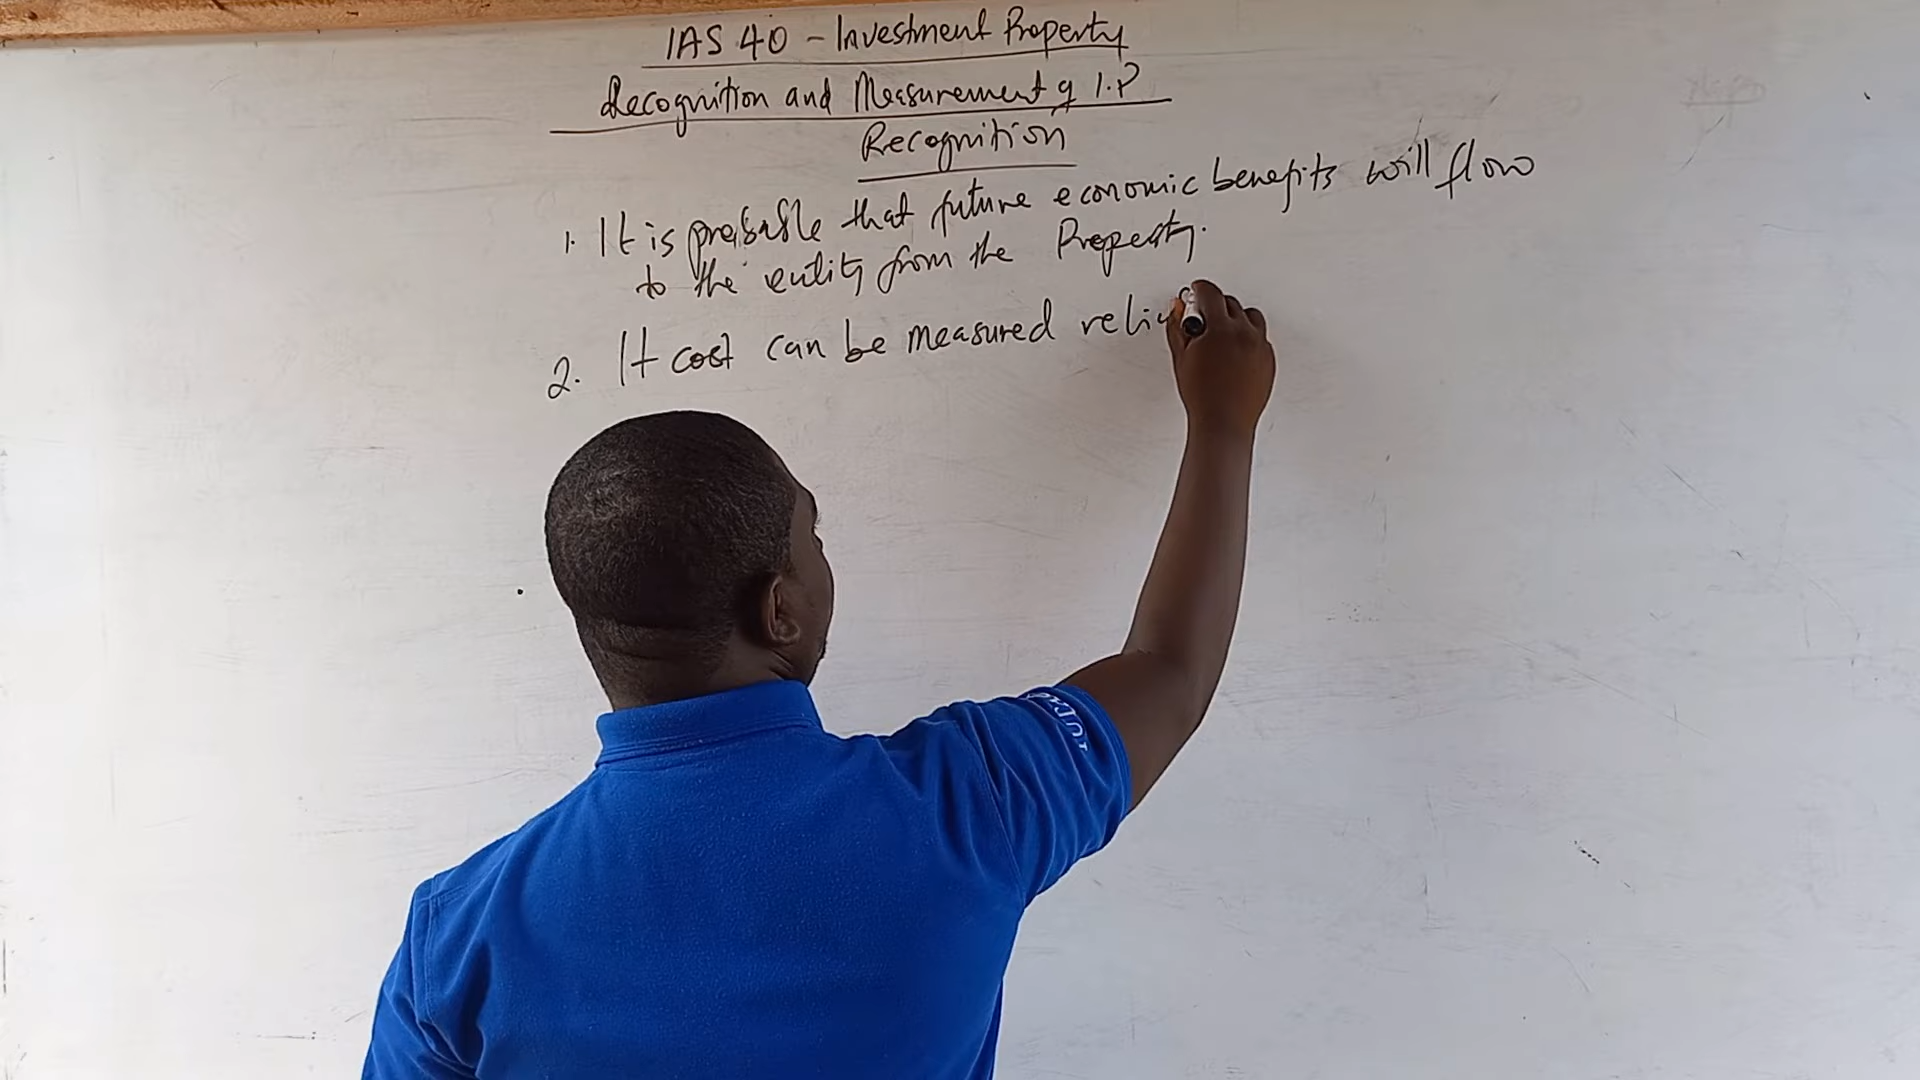 IAS 40 - Investment Property
Recognition and Measurement of I.P
Recognition
1. It is probable that future economic benefits will flow
to the entity from the Property.
2. It cost can be measured relia